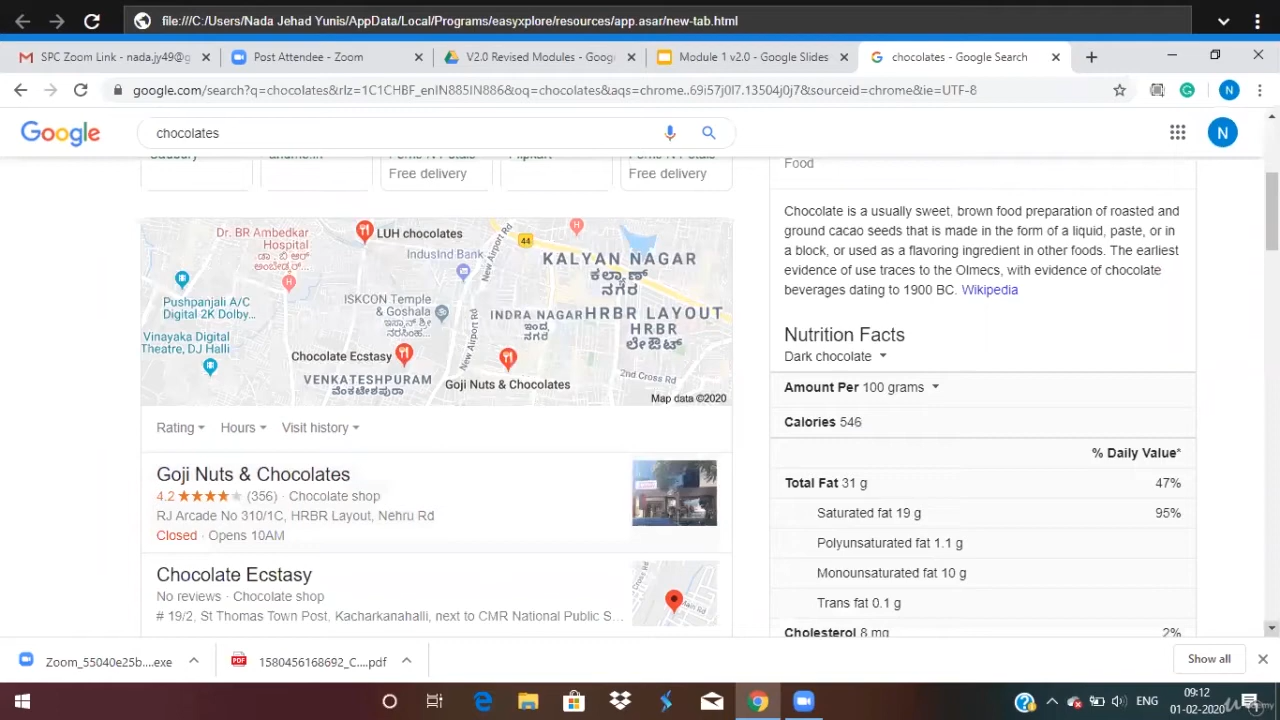 file:///C:/Users/Nada Jehad Yunis/AppData/Local/Programs/easyxplore/resources/app.asar/new-tab.html
SPC Zoom Link - nada.jy49@g
Post Attendee - Zoom
V2.0 Revised Modules - Goog
Module 1 v2.0 - Google Slides
chocolates - Google Search
google.com/search?q=chocolates&rlz=1C1CHBF_enIN885IN886&oq=chocolates&aqs=chrome..69i57j0l7.13504j0j7&sourceid=chrome&ie=UTF-8
N
Google
chocolates
N
Free delivery
Free delivery
Food
Chocolate is a usually sweet, brown food preparation of roasted and
ground cacao seeds that is made in the form of a liquid, paste, or in
a block, or used as a flavoring ingredient in other foods. The earliest
evidence of use traces to the Olmecs, with evidence of chocolate
beverages dating to 1900 BC. Wikipedia
Nutrition Facts
Dark chocolate
Amount Per 100 grams
Calories 546
% Daily Value*
Total Fat 31 g 47%
Saturated fat 19 g 95%
Polyunsaturated fat 1.1 g
Monounsaturated fat 10 g
Trans fat 0.1 g
Cholesterol 8 mg 2%
Dr. BR Ambedkar
Hospital
LUH chocolates
IndusInd Bank
New Airport Rd
44
KALYAN NAGAR
ಕಲ್ಯಾಣ್
ನಗರ
Pushpanjali A/C
Digital 2K Dolby...
ISKCON Temple
& Goshala
INDRA NAGAR
ಇಂದ್ರ
ನಗರ
HRBR LAYOUT
HRBR
ಲೇಔಟ್
Vinayaka Digital
Theatre, DJ Halli
New Airport Rd
Chocolate Ecstasy
VENKATESHPURAM
ವೆಂಕಟೇಶಪುರಂ
Goji Nuts & Chocolates
2nd Cross Rd
Map data ©2020
Rating
Hours
Visit history
Goji Nuts & Chocolates
4.2 (356) · Chocolate shop
RJ Arcade No 310/1C, HRBR Layout, Nehru Rd
Closed · Opens 10AM
Chocolate Ecstasy
No reviews · Chocolate shop
# 19/2, St Thomas Town Post, Kacharkanahalli, next to CMR National Public S...
Zoom_55040e25b....exe
PDF
1580456168692_C....pdf
Show all
ENG
09:12
01-02-2020